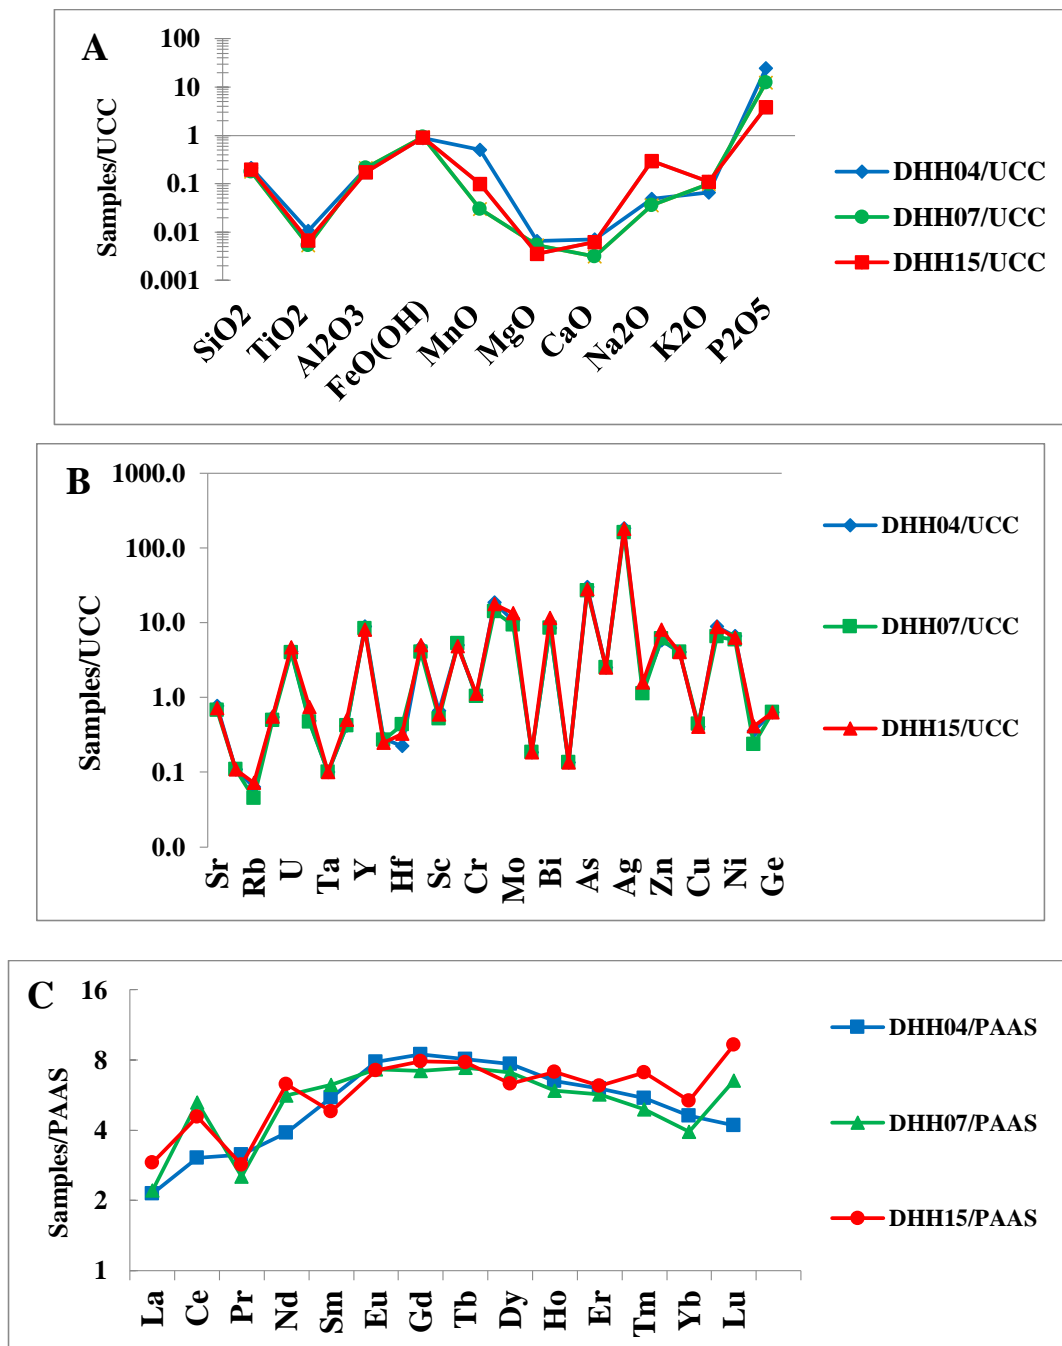 A
Samples/UCC
100
10
1
0.1
0.01
0.001
SiO2
TiO2
Al2O3
FeO(OH)
MnO
MgO
CaO
Na2O
K2O
P2O5
DHH04/UCC
DHH07/UCC
DHH15/UCC
B
Samples/UCC
1000.0
100.0
10.0
1.0
0.1
0.0
Sr
Rb
U
Ta
Y
Hf
Sc
Cr
Mo
Bi
As
Ag
Zn
Cu
Ni
Ge
DHH04/UCC
DHH07/UCC
DHH15/UCC
C
Samples/PAAS
16
8
4
2
1
La
Ce
Pr
Nd
Sm
Eu
Gd
Tb
Dy
Ho
Er
Tm
Yb
Lu
DHH04/PAAS
DHH07/PAAS
DHH15/PAAS